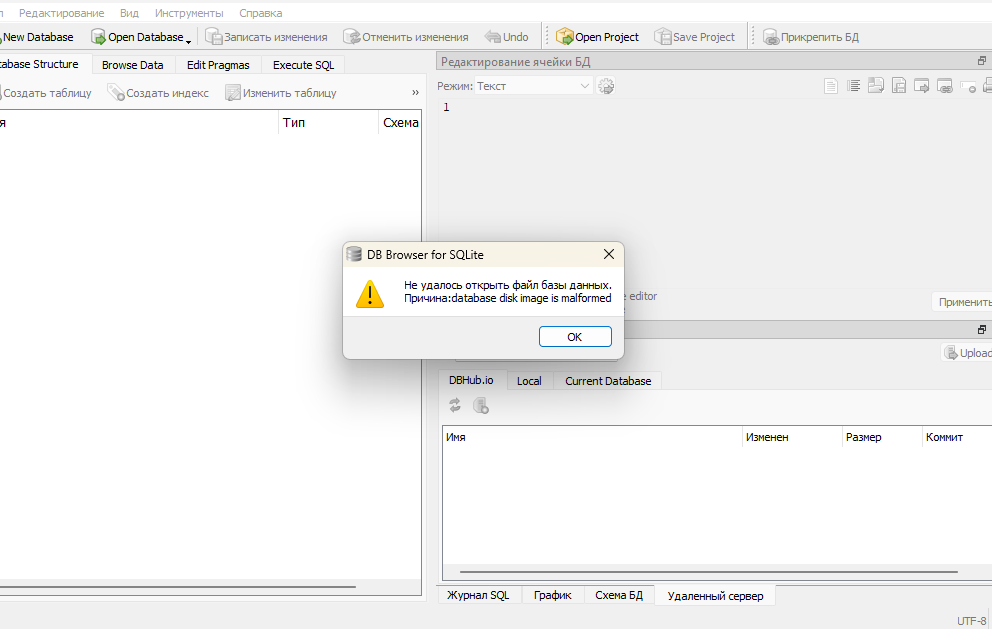 Редактирование Вид Инструменты Справка
New Database Open Database Записать изменения Отменить изменения Undo Open Project Save Project Прикрепить БД
tabase Structure Browse Data Edit Pragmas Execute SQL
Создать таблицу Создать индекс Изменить таблицу »
я Тип Схема
Редактирование ячейки БД
Режим: Текст
1
DB Browser for SQLite
Не удалось открыть файл базы данных.
Причина:database disk image is malformed
OK
e editor
Применить
Upload
DBHub.io Local Current Database
Имя Изменен Размер Коммит
Журнал SQL График Схема БД Удаленный сервер
UTF-8